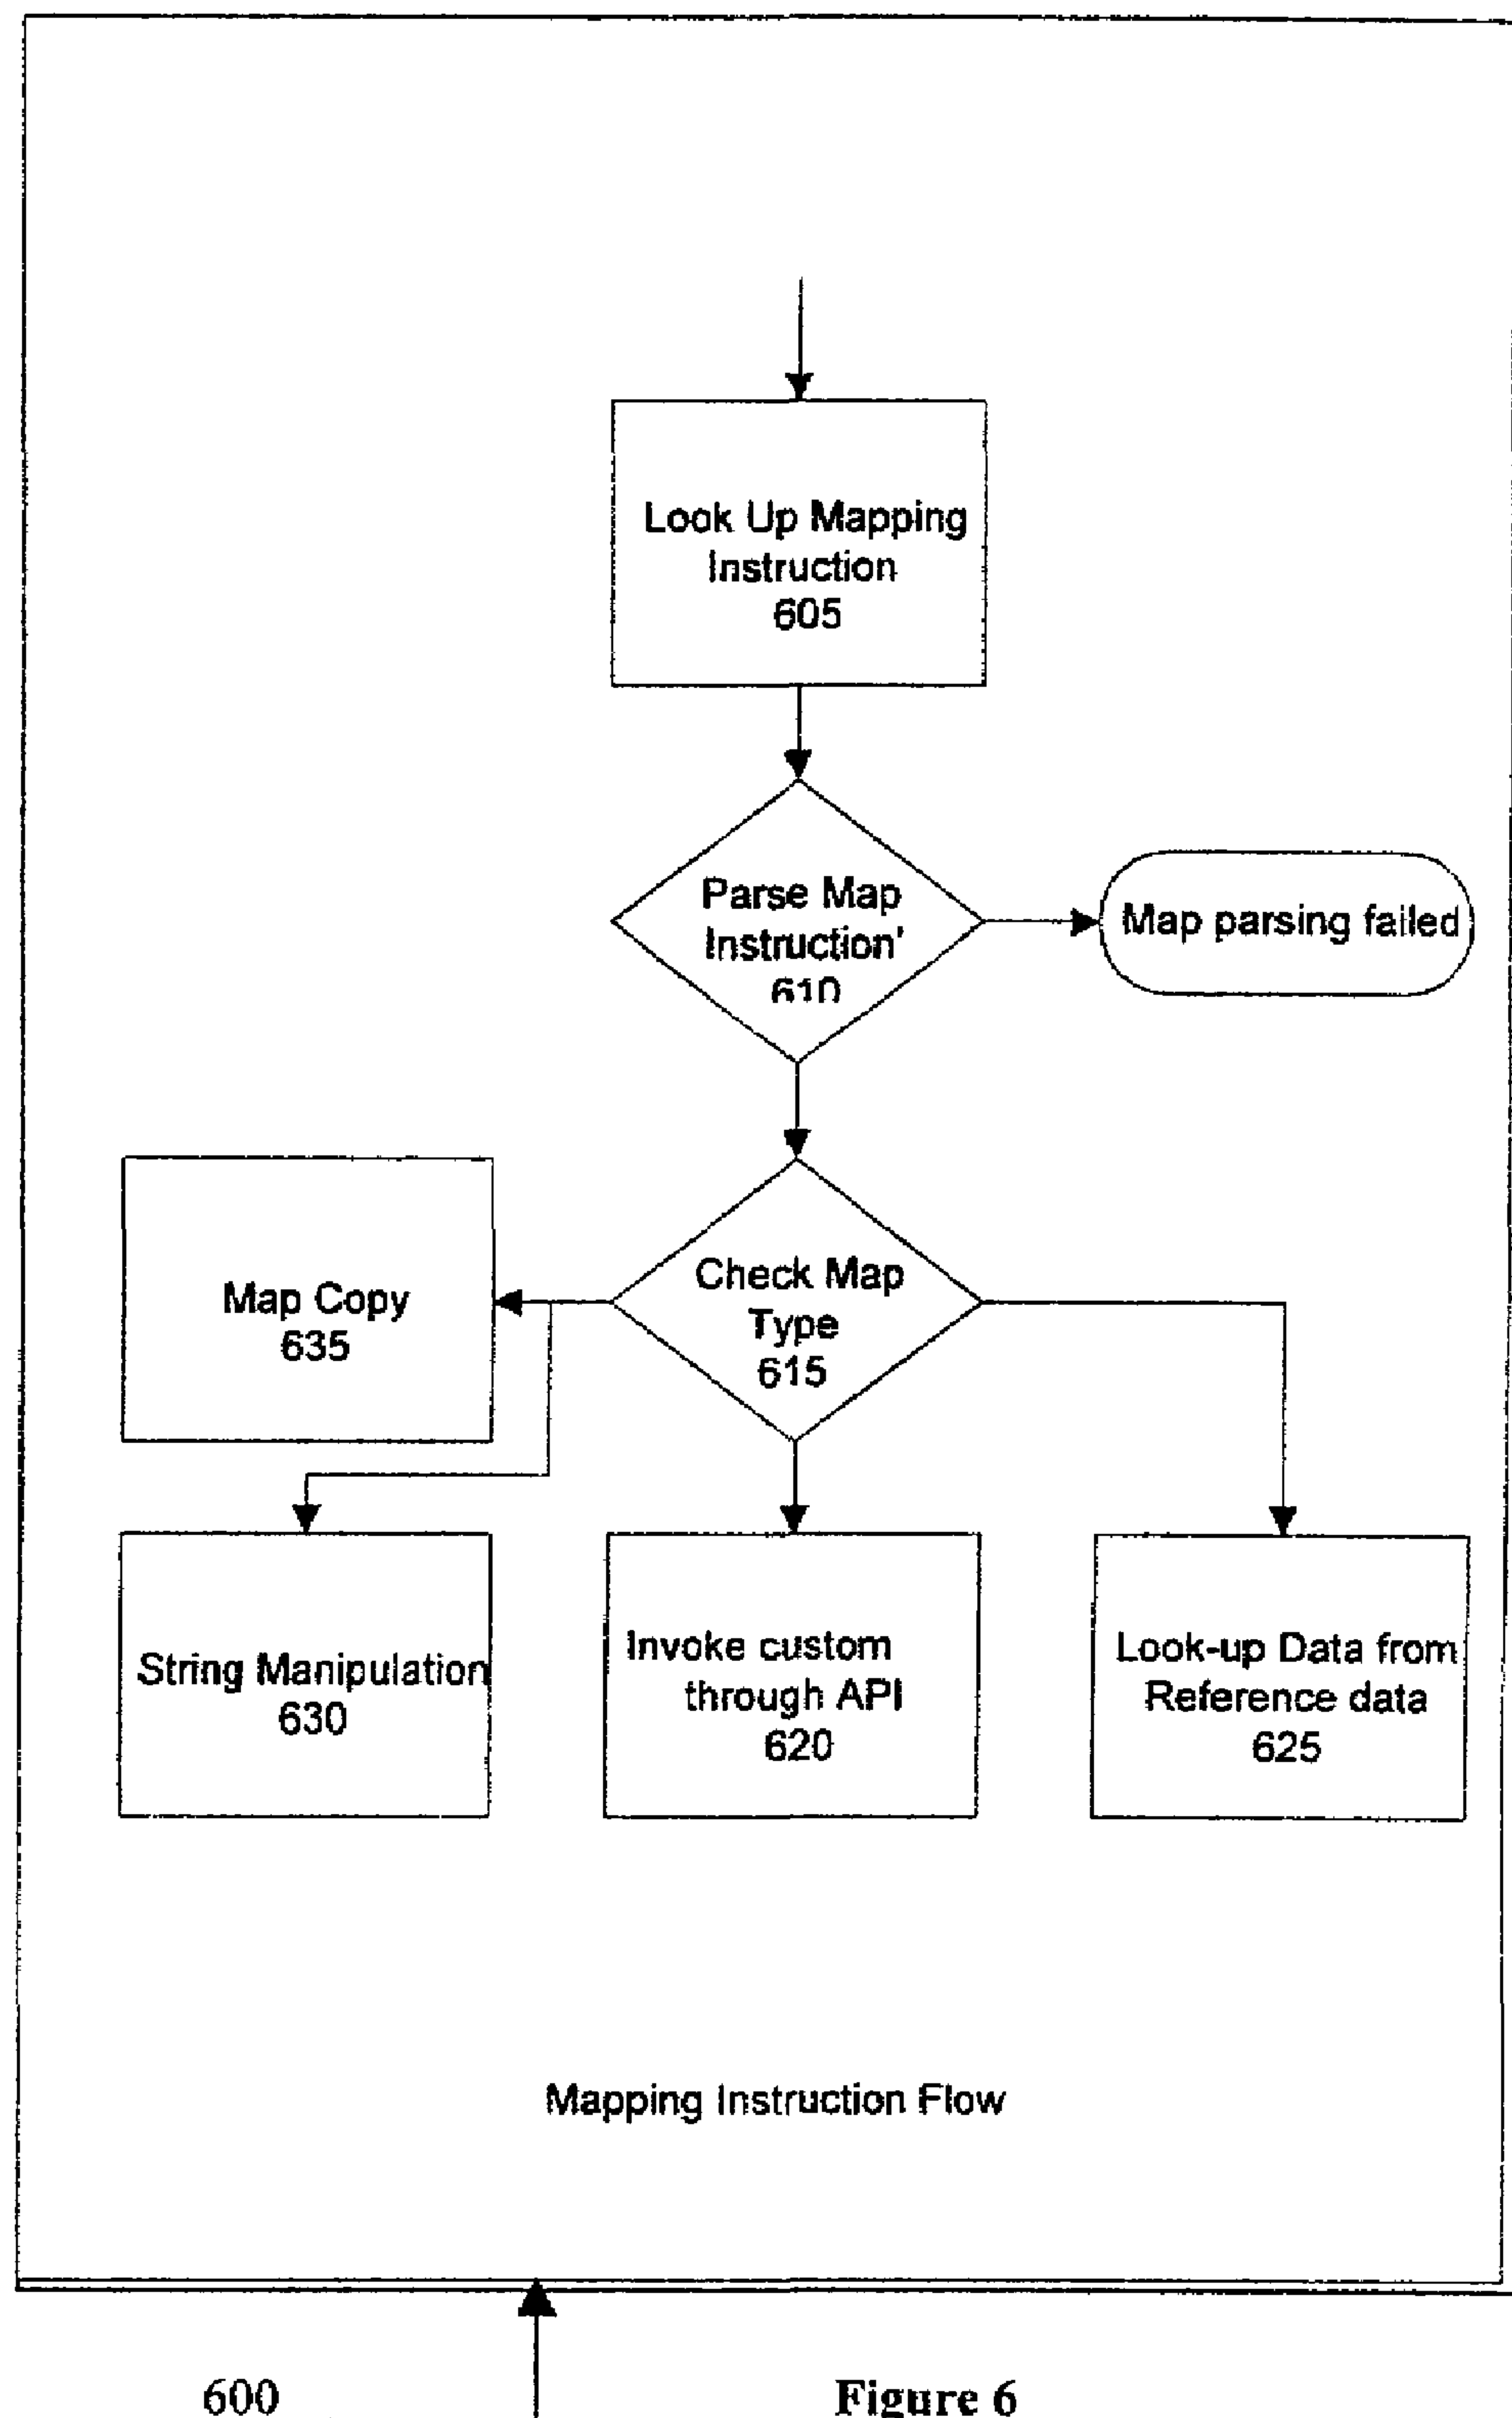 Look Up Mapping
Instruction
605
Parse Map
Instruction'
610
Map parsing failed
Map Copy
635
Check Map
Type
615
String Manipulation
630
Invoke custom
through API
620
Look-up Data from
Reference data
625
Mapping Instruction Flow
600
Figure 6